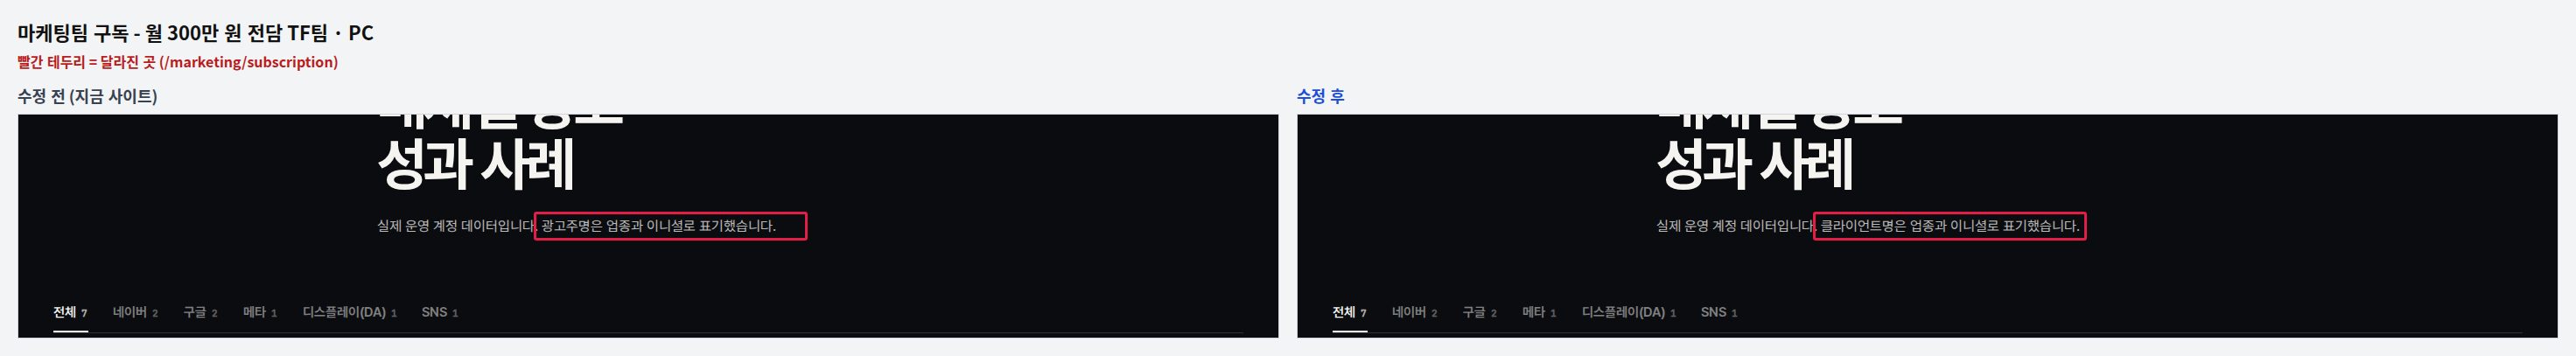 마케팅팀 구독 - 월 300만 원 전담 TF팀 · PC
빨간 테두리 = 달라진 곳 (/marketing/subscription)
수정 전 (지금 사이트)
성과 사례
실제 운영 계정 데이터입니다. 광고주명은 업종과 이니셜로 표기했습니다.
전체 7 네이버 2 구글 2 메타 1 디스플레이(DA) 1 SNS 1
수정 후
성과 사례
실제 운영 계정 데이터입니다. 클라이언트명은 업종과 이니셜로 표기했습니다.
전체 7 네이버 2 구글 2 메타 1 디스플레이(DA) 1 SNS 1